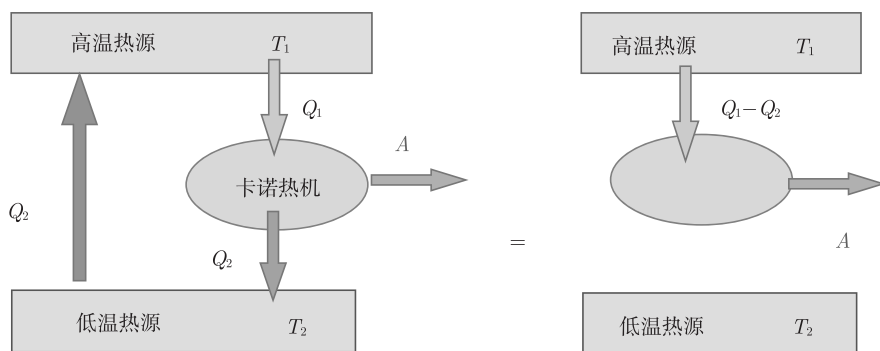 高温热源 T₁
Q₁
A
卡诺热机
Q₂
Q₂
低温热源 T₂
=
高温热源 T₁
Q₁−Q₂
A
低温热源 T₂